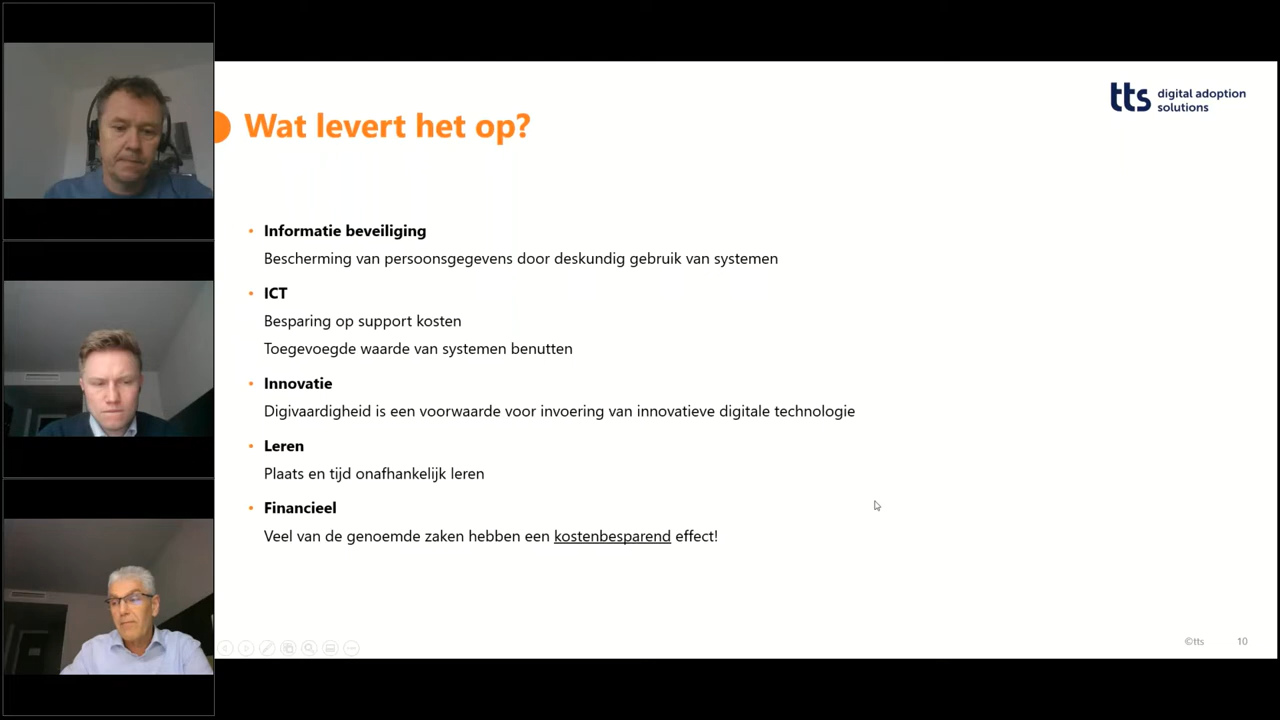 tts digital adoption
solutions
Wat levert het op?
• Informatie beveiliging
Bescherming van persoonsgegevens door deskundig gebruik van systemen
• ICT
Besparing op support kosten
Toegevoegde waarde van systemen benutten
• Innovatie
Digivaardigheid is een voorwaarde voor invoering van innovatieve digitale technologie
• Leren
Plaats en tijd onafhankelijk leren
• Financieel
Veel van de genoemde zaken hebben een kostenbesparend effect!
©tts 10